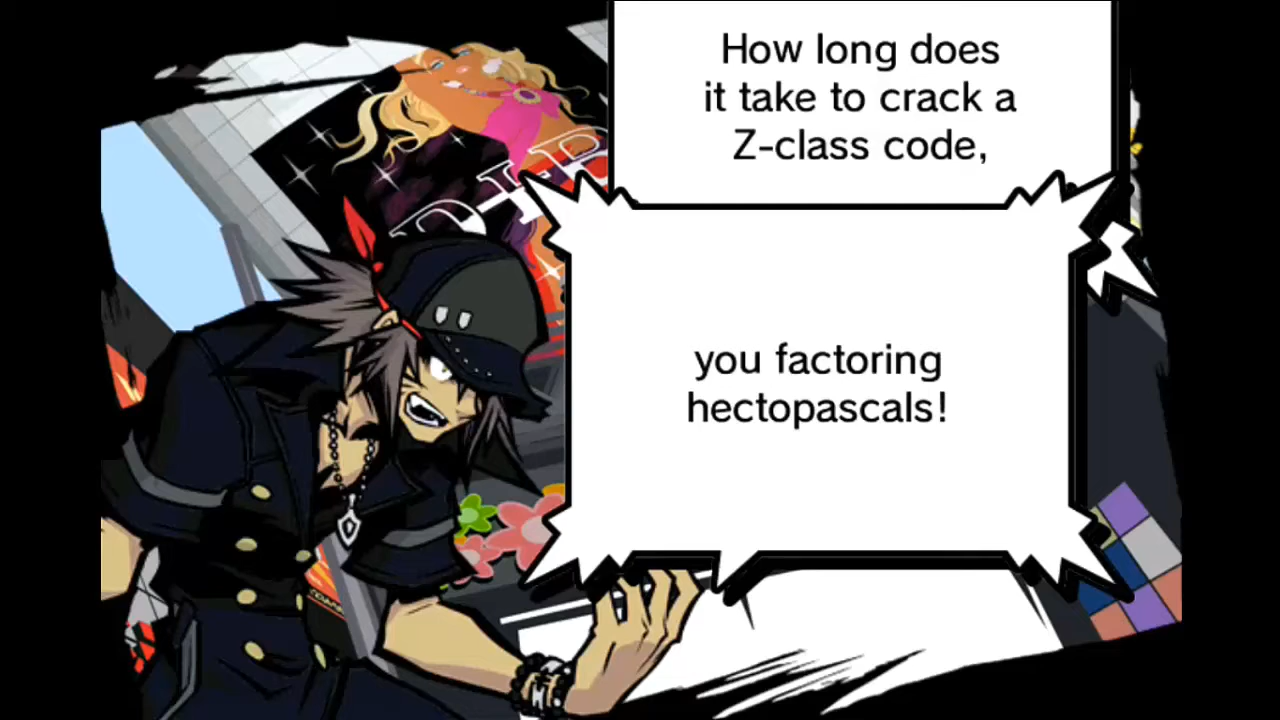 How long does
it take to crack a
Z-class code,
you factoring
hectopascals!